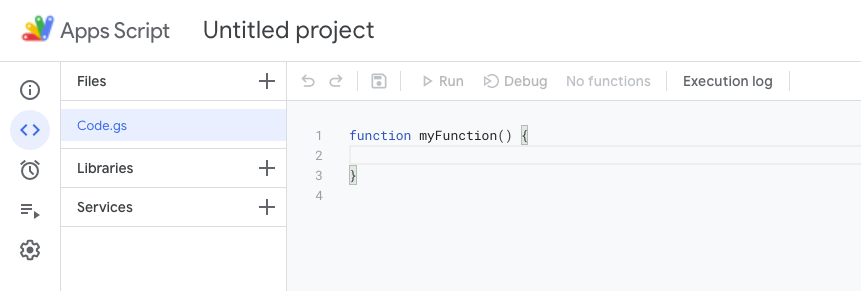 Apps Script Untitled project
Files
Code.gs
Libraries
Services
Run Debug No functions Execution log
1 function myFunction() {
2
3 }
4